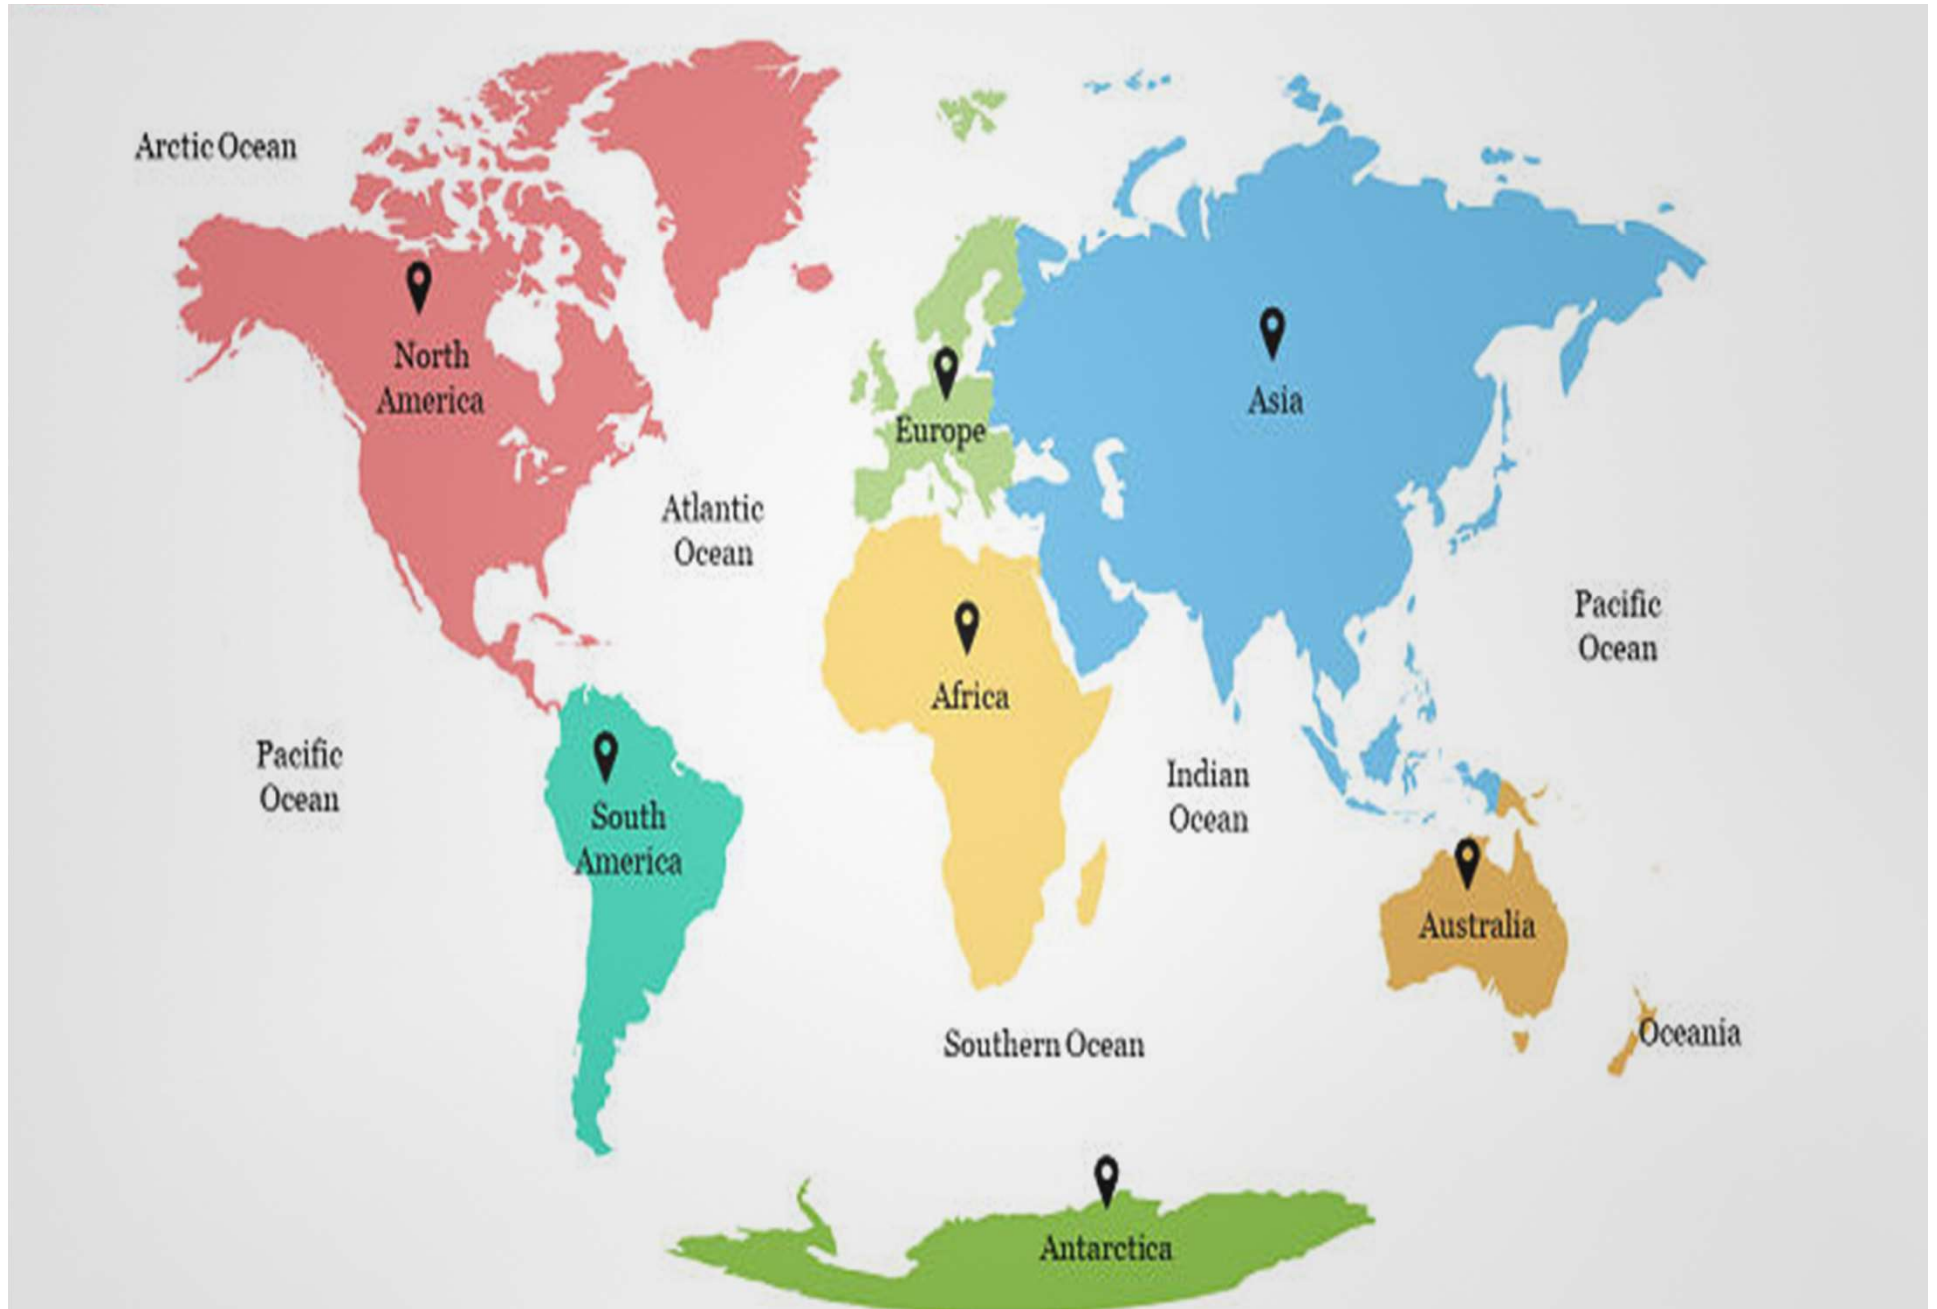 Arctic Ocean
North
America
Europe
Asia
Atlantic
Ocean
Pacific
Ocean
Africa
Pacific
Ocean
Indian
Ocean
South
America
Australia
Oceania
Southern Ocean
Antarctica